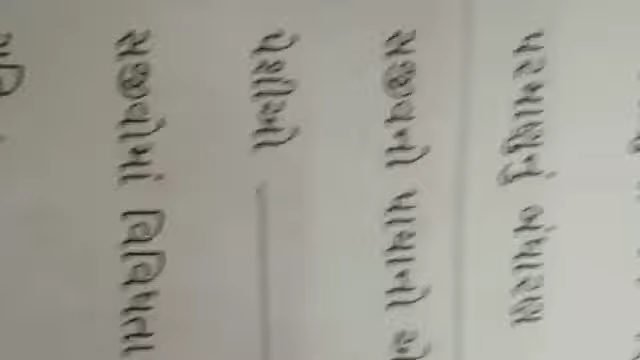 પરમાણુનું બંધારણ
સજીવનો પાયાનો
પેશીઓ
સજીવોમાં વિવિધતા